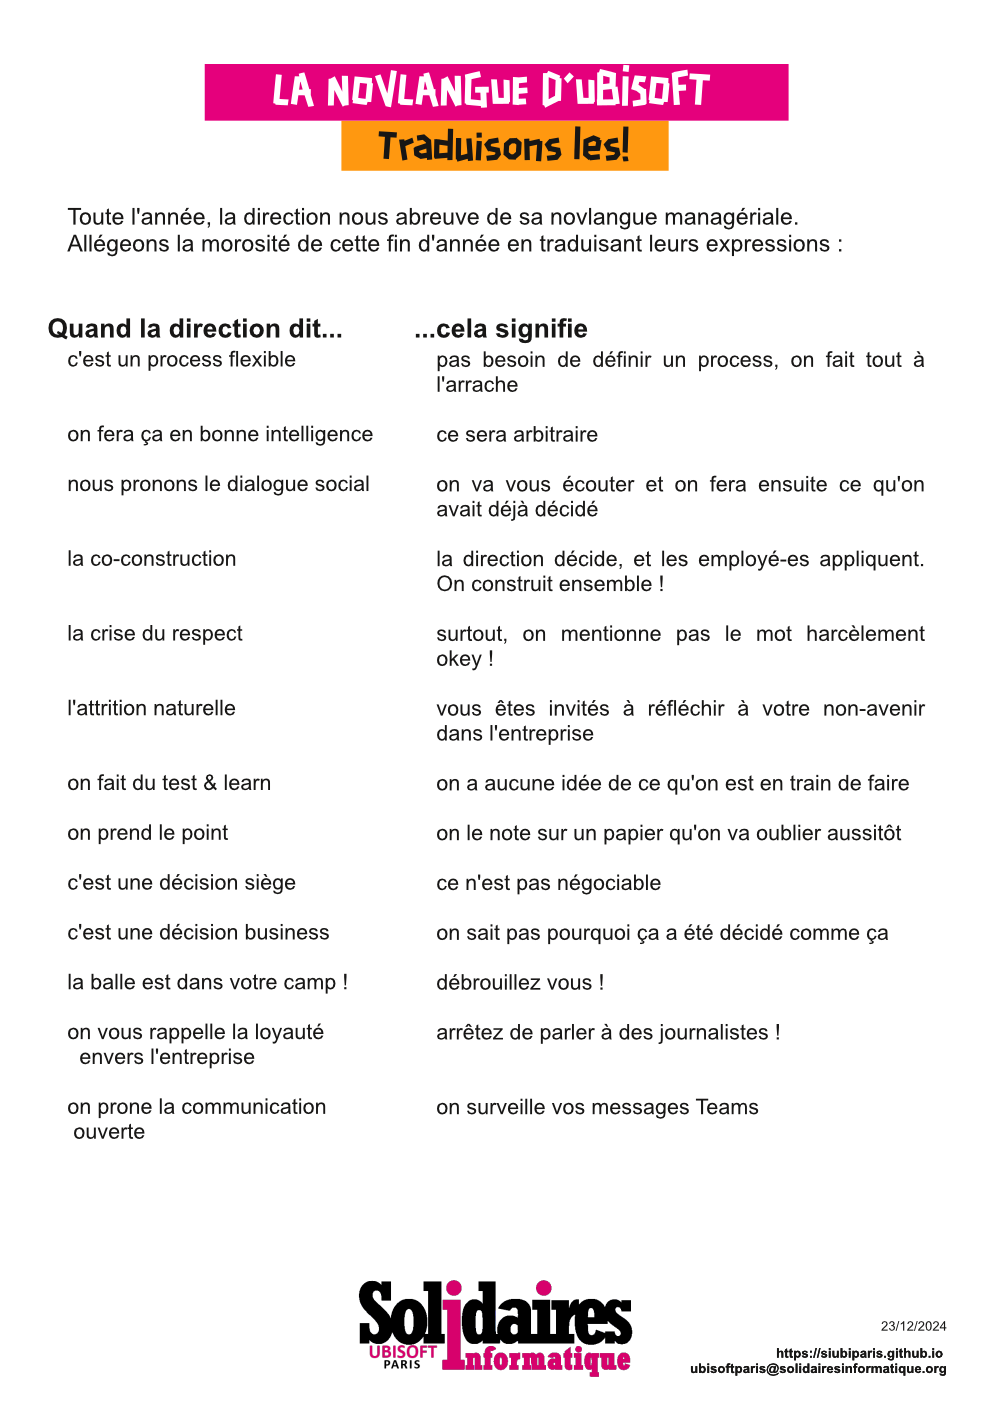 LA NOVLANGUE D'UBISOFT
Traduisons les!
Toute l'année, la direction nous abreuve de sa novlangue managériale.
Allégeons la morosité de cette fin d'année en traduisant leurs expressions :
Quand la direction dit... ...cela signifie
c'est un process flexible pas besoin de définir un process, on fait tout à
l'arrache
on fera ça en bonne intelligence ce sera arbitraire
nous pronons le dialogue social on va vous écouter et on fera ensuite ce qu'on
avait déjà décidé
la co-construction la direction décide, et les employé-es appliquent.
On construit ensemble !
la crise du respect surtout, on mentionne pas le mot harcèlement
okey !
l'attrition naturelle vous êtes invités à réfléchir à votre non-avenir
dans l'entreprise
on fait du test & learn on a aucune idée de ce qu'on est en train de faire
on prend le point on le note sur un papier qu'on va oublier aussitôt
c'est une décision siège ce n'est pas négociable
c'est une décision business on sait pas pourquoi ça a été décidé comme ça
la balle est dans votre camp ! débrouillez vous !
on vous rappelle la loyauté arrêtez de parler à des journalistes !
envers l'entreprise
on prone la communication on surveille vos messages Teams
ouverte
Solidaires
Informatique
UBISOFT
PARIS
23/12/2024
https://siubiparis.github.io
ubisoftparis@solidairesinformatique.org